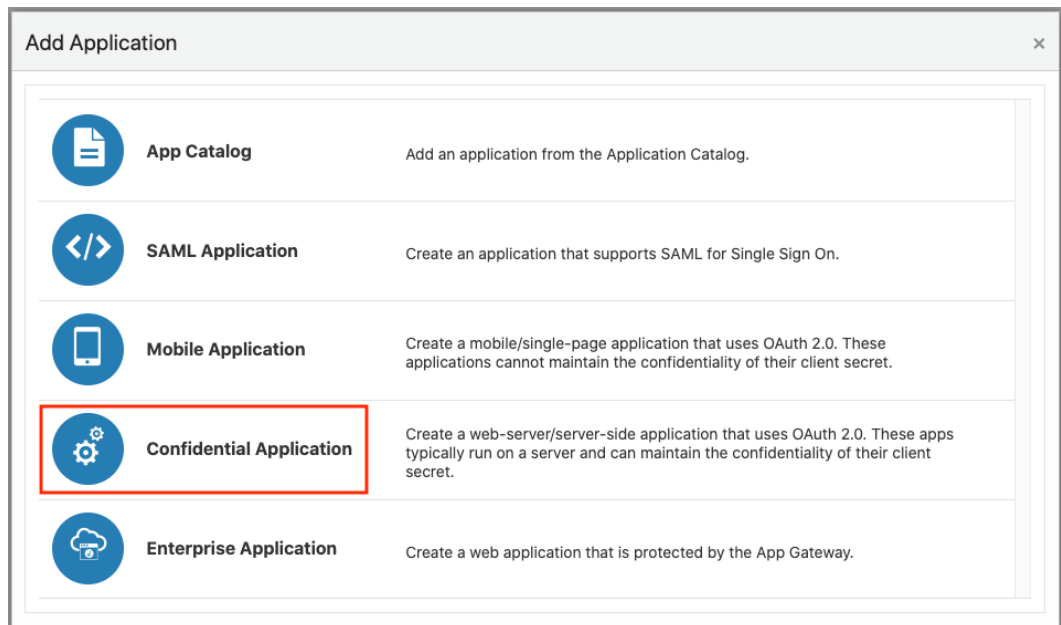 Add Application
×
App Catalog
Add an application from the Application Catalog.
SAML Application
Create an application that supports SAML for Single Sign On.
Mobile Application
Create a mobile/single-page application that uses OAuth 2.0. These
applications cannot maintain the confidentiality of their client secret.
Confidential Application
Create a web-server/server-side application that uses OAuth 2.0. These apps
typically run on a server and can maintain the confidentiality of their client
secret.
Enterprise Application
Create a web application that is protected by the App Gateway.